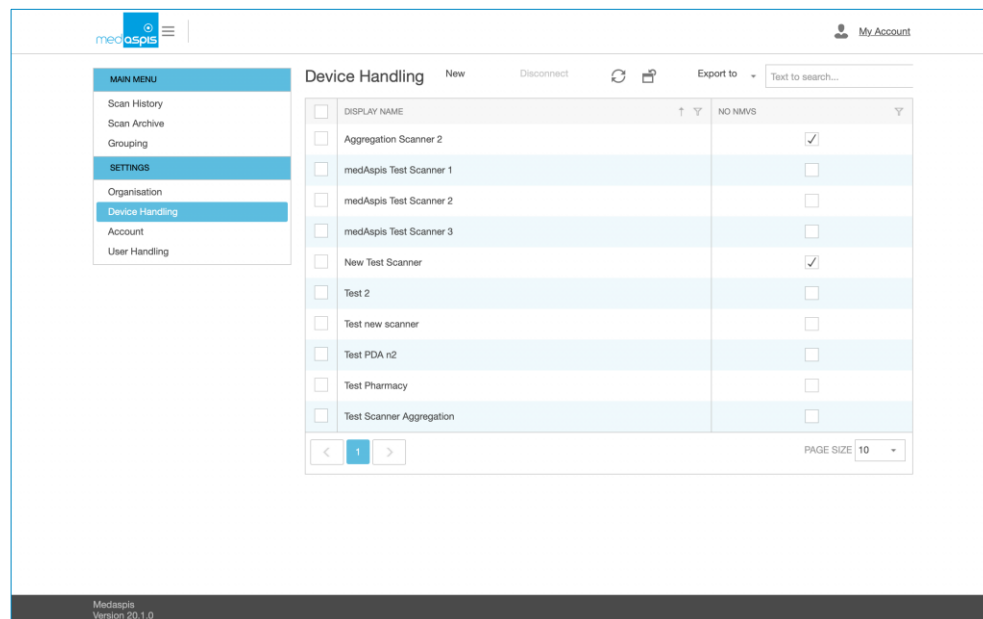 medaspis
My Account
MAIN MENU
Scan History
Scan Archive
Grouping
SETTINGS
Organisation
Device Handling
Account
User Handling
Device Handling New Disconnect Export to Text to search...
DISPLAY NAME NO NMVS
Aggregation Scanner 2
medAspis Test Scanner 1
medAspis Test Scanner 2
medAspis Test Scanner 3
New Test Scanner
Test 2
Test new scanner
Test PDA n2
Test Pharmacy
Test Scanner Aggregation
1 PAGE SIZE 10
Medaspis
Version 20.1.0